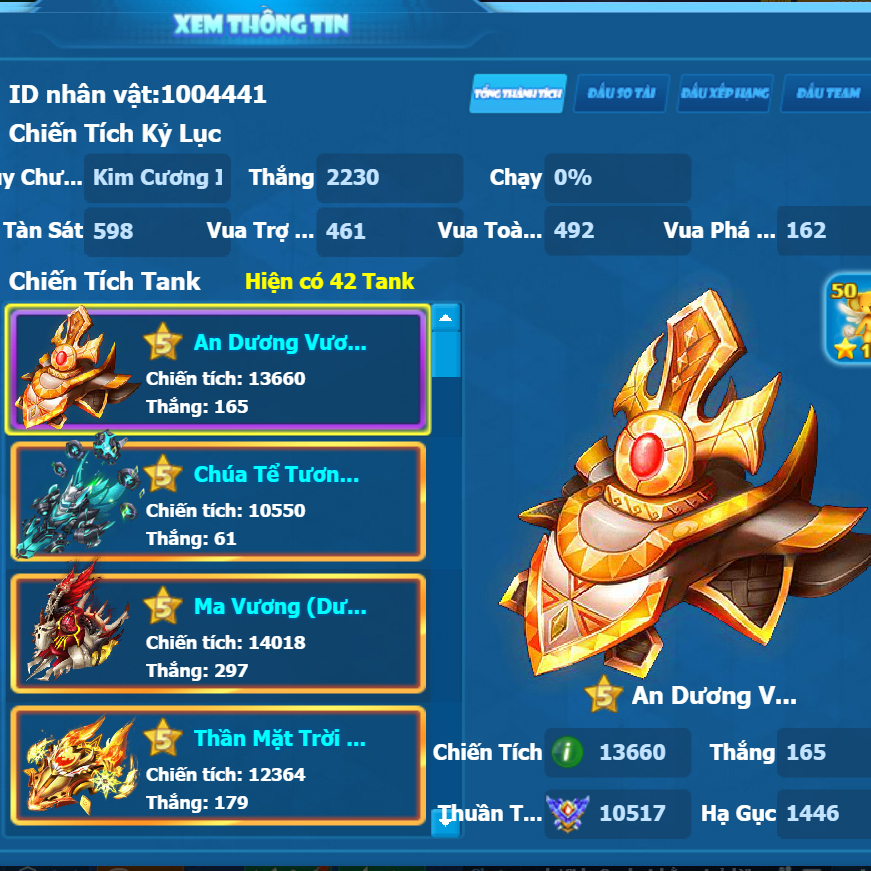 XEM THÔNG TIN
ID nhân vật:1004441
TỔNG THÀNH TÍCH ĐẤU SO TÀI ĐẤU XẾP HẠNG ĐẤU TEAM
Chiến Tích Kỷ Lục
uy Chư... Kim Cương I Thắng 2230 Chạy 0%
Tàn Sát 598 Vua Trợ ... 461 Vua Toà... 492 Vua Phá ... 162
Chiến Tích Tank Hiện có 42 Tank
50
1
5 An Dương Vươ...
Chiến tích: 13660
Thắng: 165
5 Chúa Tể Tươn...
Chiến tích: 10550
Thắng: 61
5 Ma Vương (Dư...
Chiến tích: 14018
Thắng: 297
5 Thần Mặt Trời ...
Chiến tích: 12364
Thắng: 179
5 An Dương V...
Chiến Tích i 13660 Thắng 165
Thuần T... 10517 Hạ Gục 1446